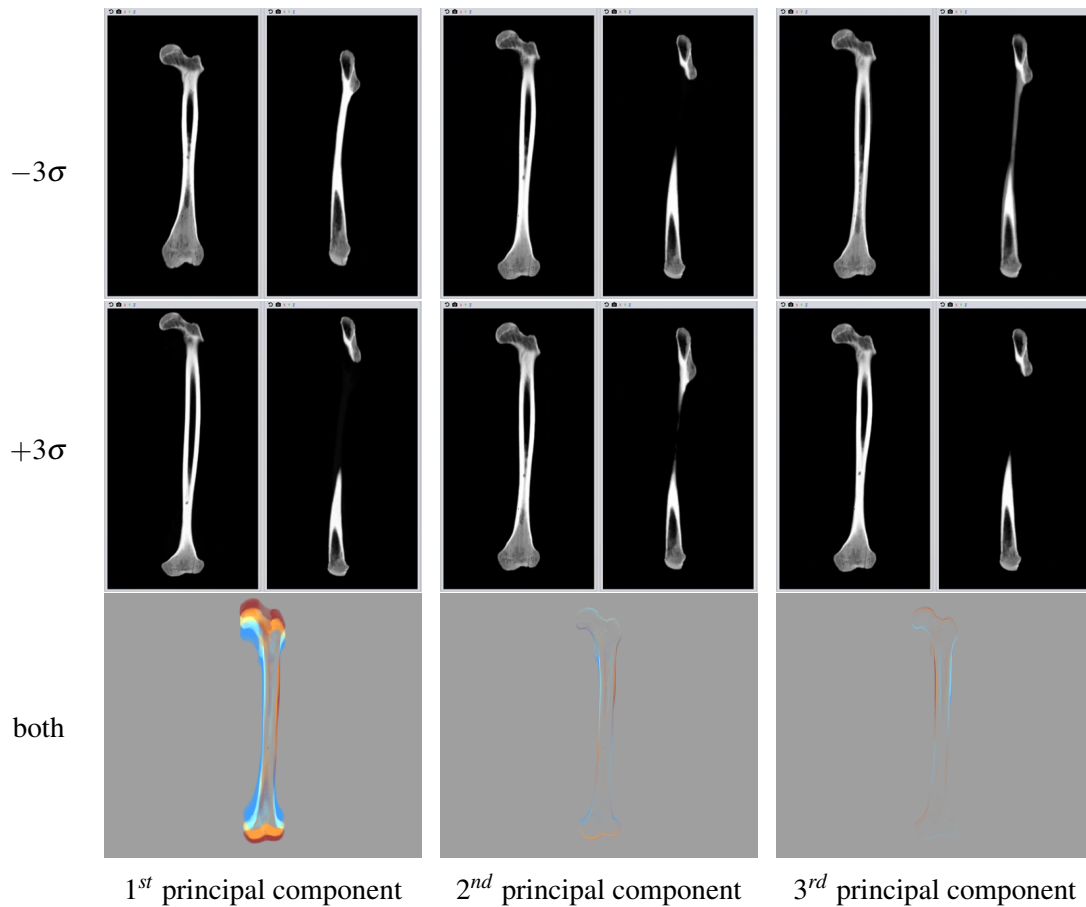 −3σ
+3σ
both
1st principal component 2nd principal component 3rd principal component